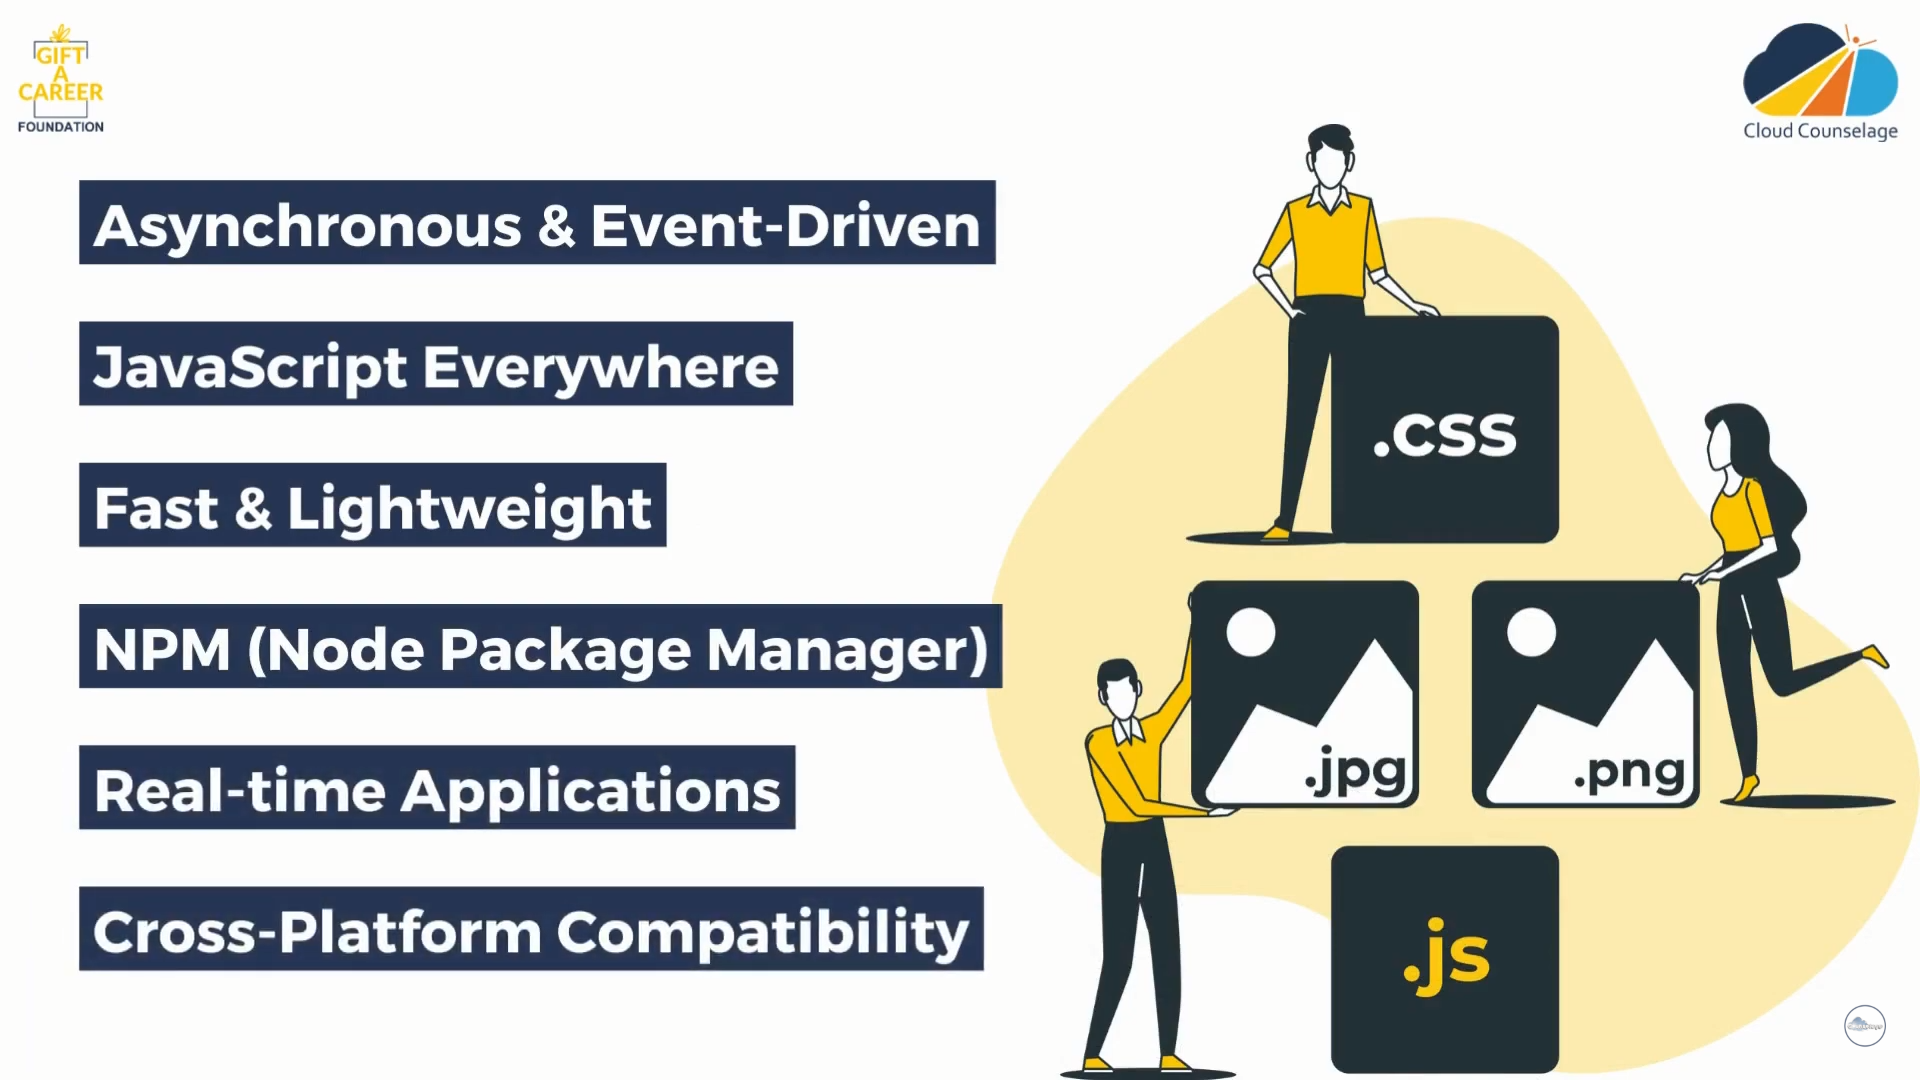 GIFT
A
CAREER
FOUNDATION
Cloud Counselage
Asynchronous & Event-Driven
JavaScript Everywhere
Fast & Lightweight
NPM (Node Package Manager)
Real-time Applications
Cross-Platform Compatibility
.css
.jpg
.png
.js